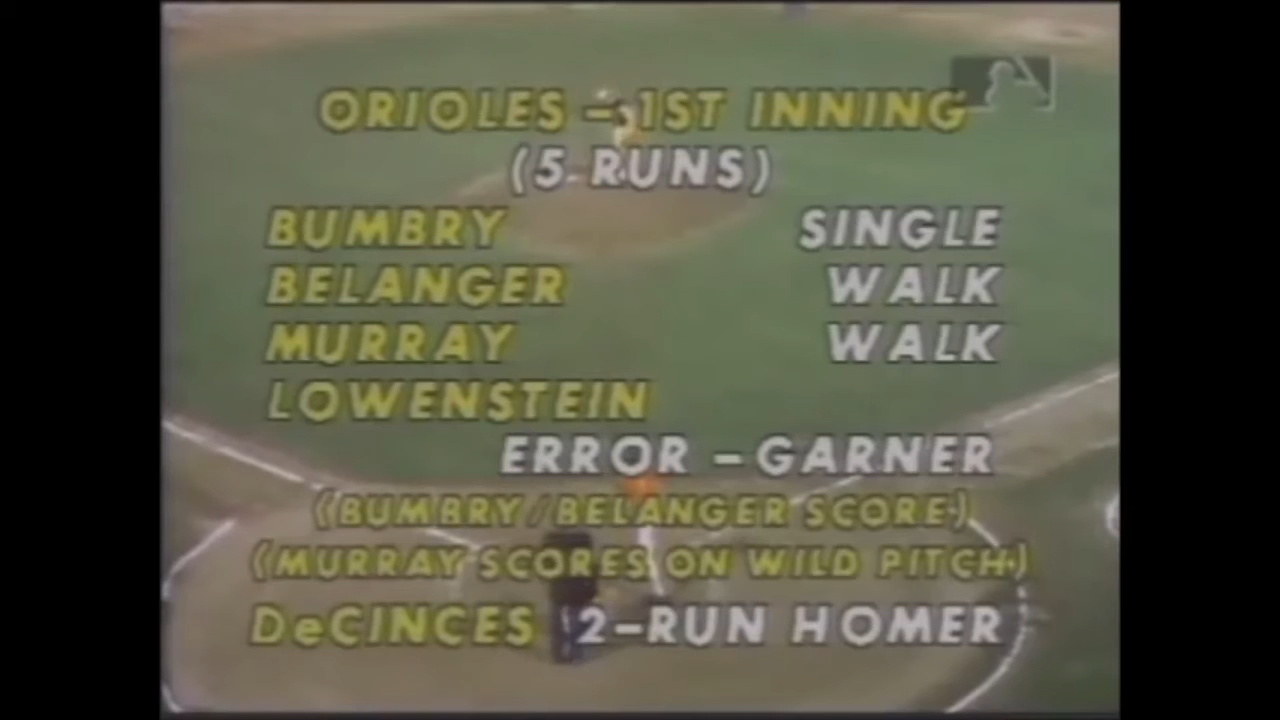 ORIOLES - 1ST INNING
(5 RUNS)
BUMBRY SINGLE
BELANGER WALK
MURRAY WALK
LOWENSTEIN
ERROR - GARNER
(BUMBRY/BELANGER SCORE)
(MURRAY SCORES ON WILD PITCH)
DeCINCES 2-RUN HOMER